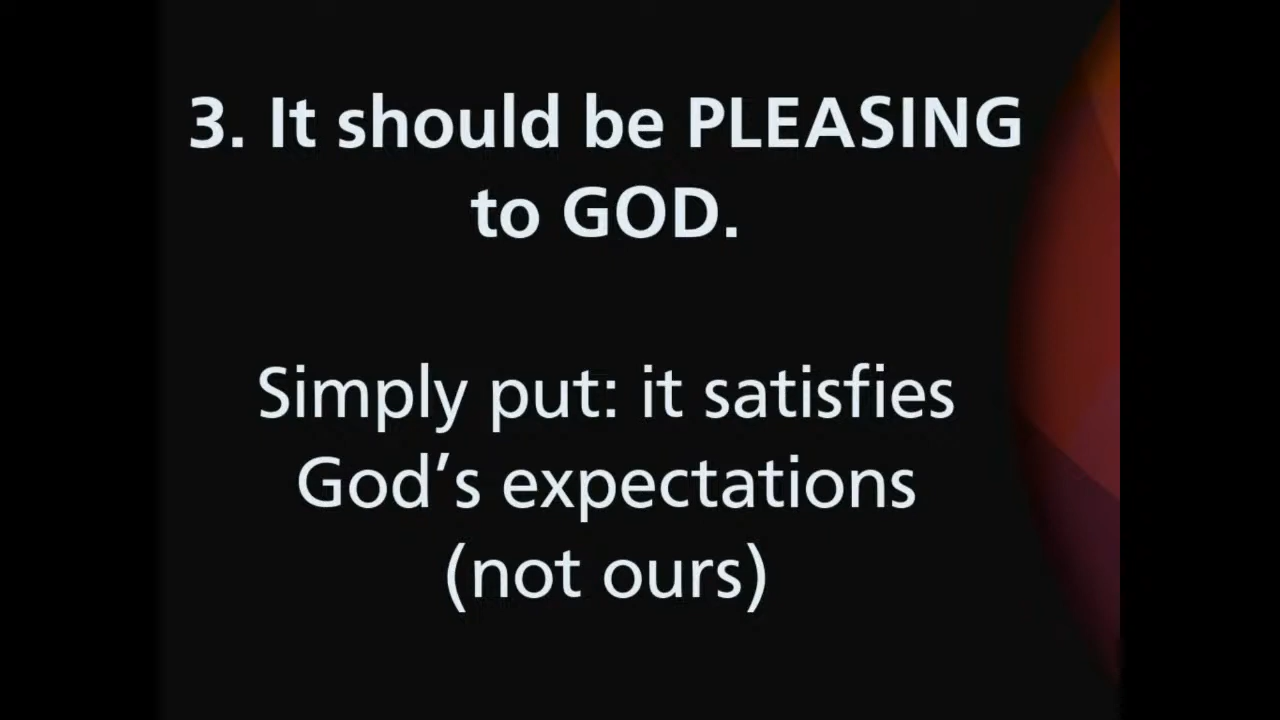 3. It should be PLEASING
to GOD.
Simply put: it satisfies
God’s expectations
(not ours)